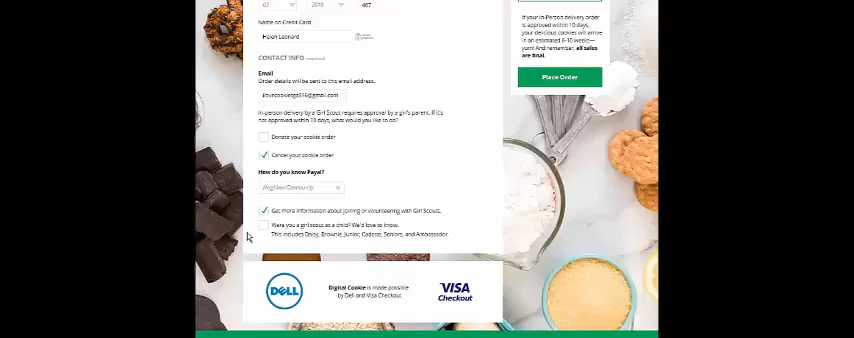 02
2018
467
Name on Credit Card
Helen Leonard
CONTACT INFO (required)
Email
Order details will be sent to this email address.
In-person delivery by a Girl Scout requires approval by a girl's parent. If it's
not approved within 10 days, what would you like to do?
Donate your cookie order
Cancel your cookie order
How do you know Payal?
Neighbor/Community
Get more information about joining or volunteering with Girl Scouts.
Were you a girl scout as a child? We'd love to know.
This includes Daisy, Brownie, Junior, Cadette, Seniors, and Ambassador
If your In-Person delivery order
is approved within 10 days,
your delicious cookies will arrive
in an estimated 6-10 weeks—
yum! And remember, all sales
are final.
Place Order
DELL
Digital Cookie is made possible
by Dell and Visa Checkout
VISA
Checkout